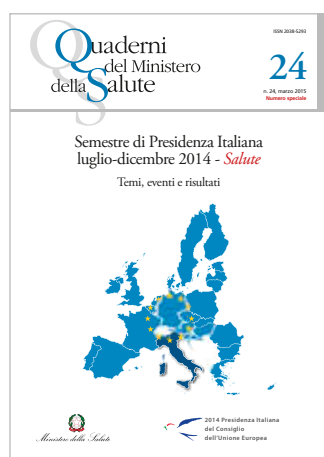 ISSN 2038-5293
Quaderni
del Ministero
della Salute
24
n. 24, marzo 2015
Numero speciale
Semestre di Presidenza Italiana
luglio-dicembre 2014 - Salute
Temi, eventi e risultati
Ministero della Salute
2014 Presidenza Italiana
del Consiglio
dell'Unione Europea